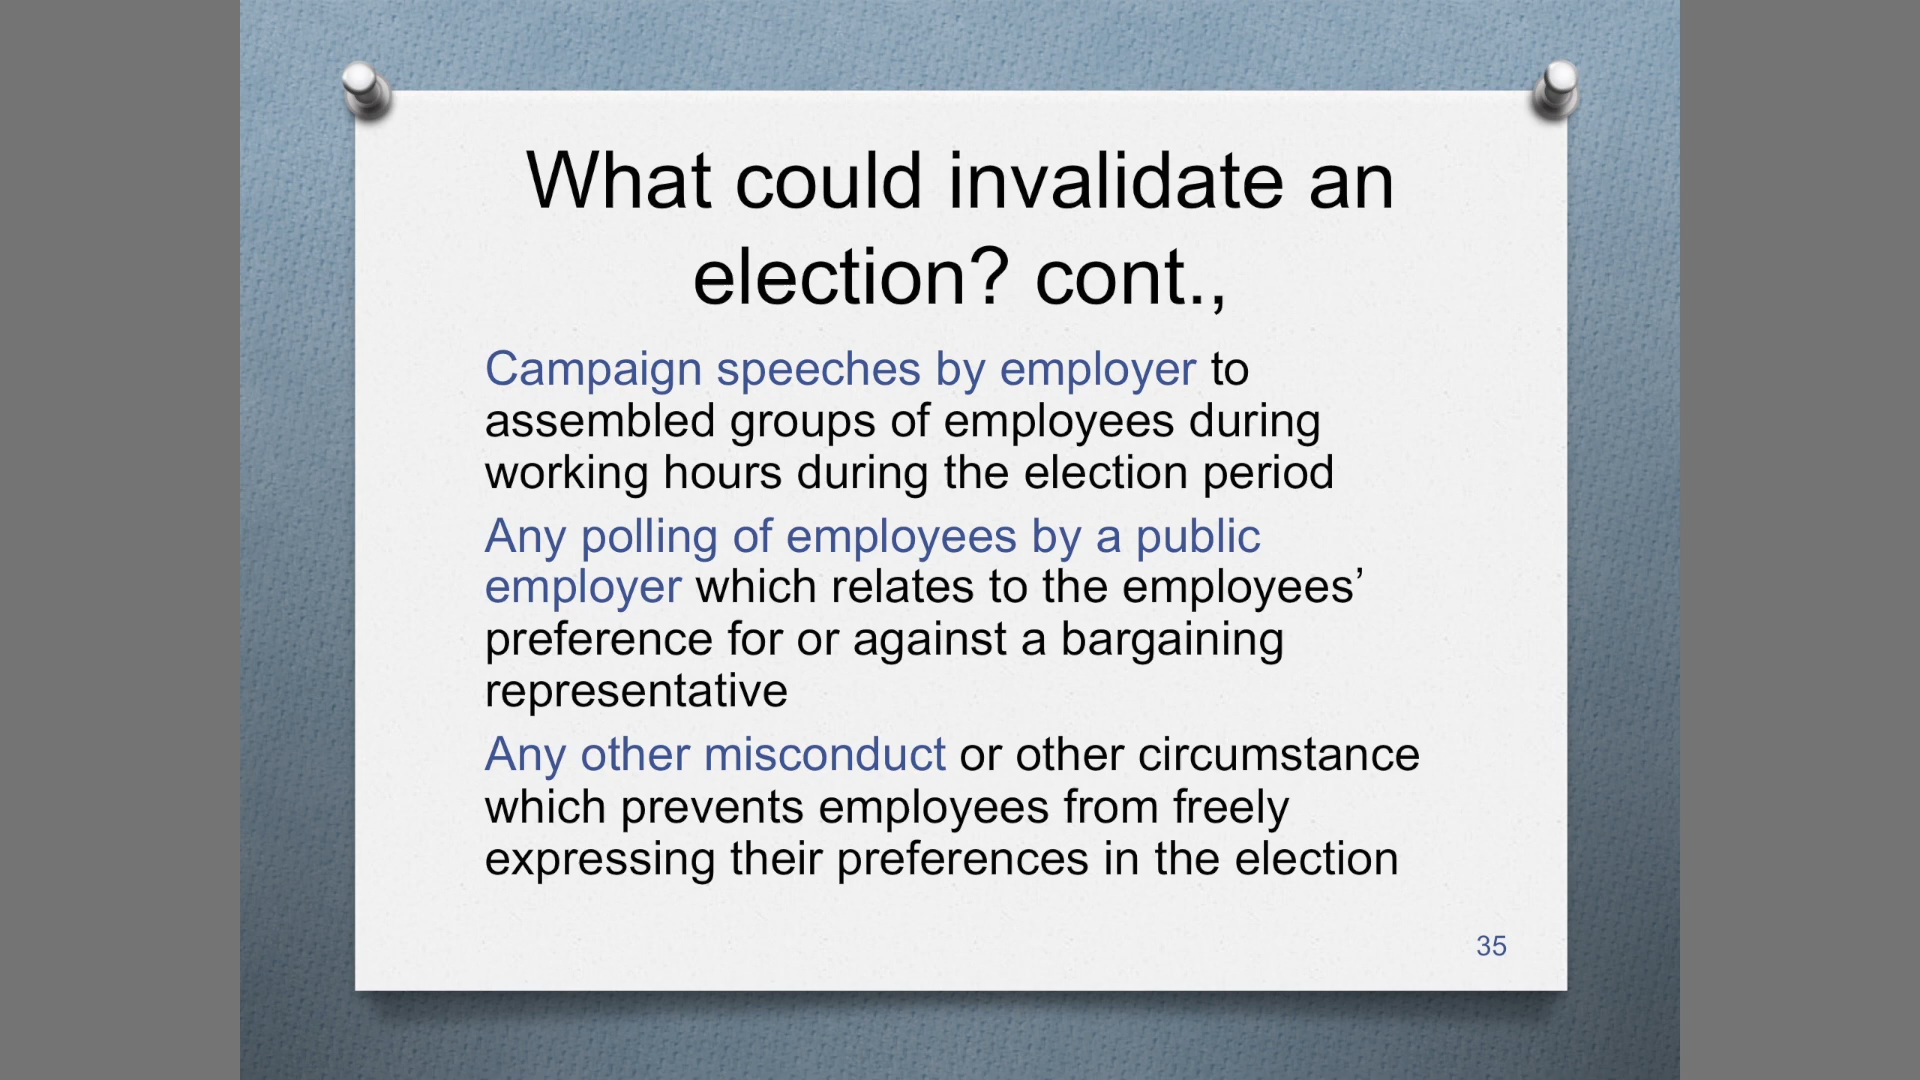 What could invalidate an
election? cont.,
Campaign speeches by employer to
assembled groups of employees during
working hours during the election period
Any polling of employees by a public
employer which relates to the employees’
preference for or against a bargaining
representative
Any other misconduct or other circumstance
which prevents employees from freely
expressing their preferences in the election
35